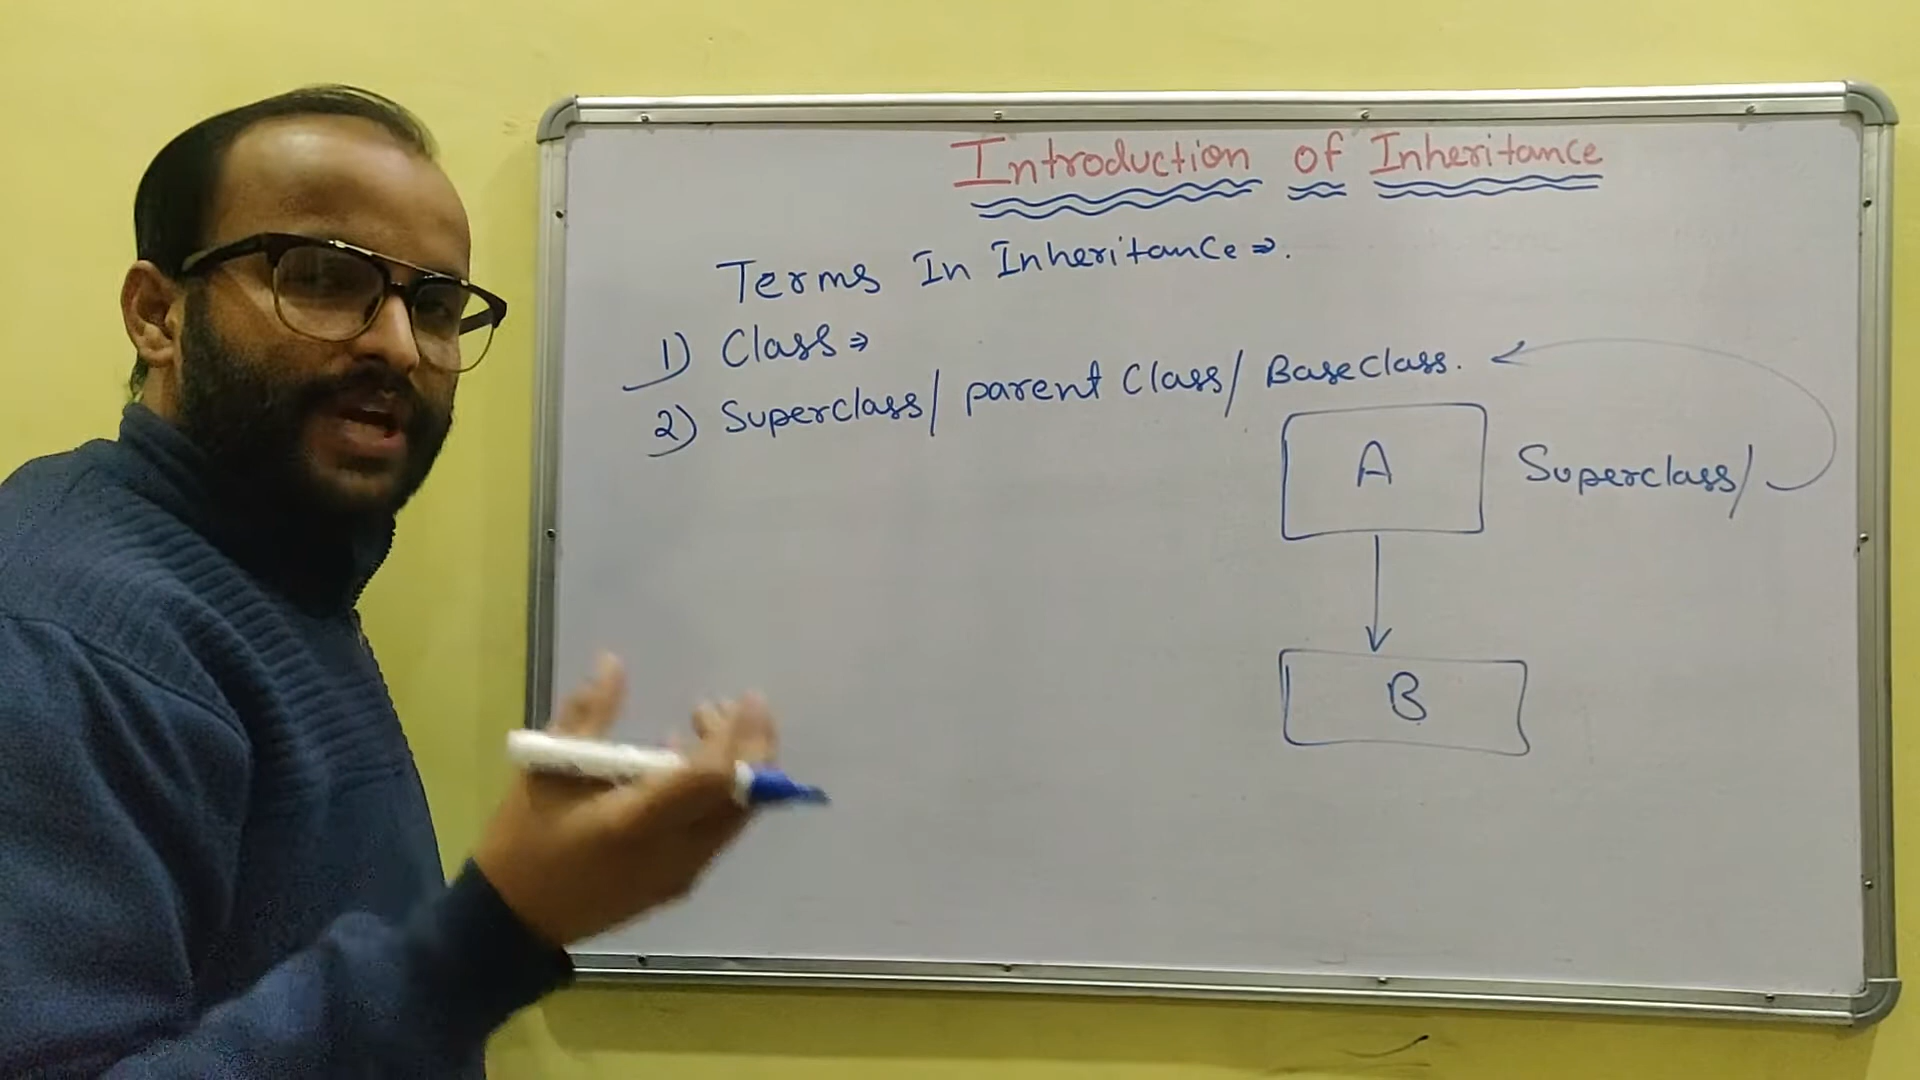 Introduction of Inheritance
Terms In Inheritance ⇒.
1) Class ⇒
2) Superclass/ parent Class/ Baseclass.
A
Superclass/
B